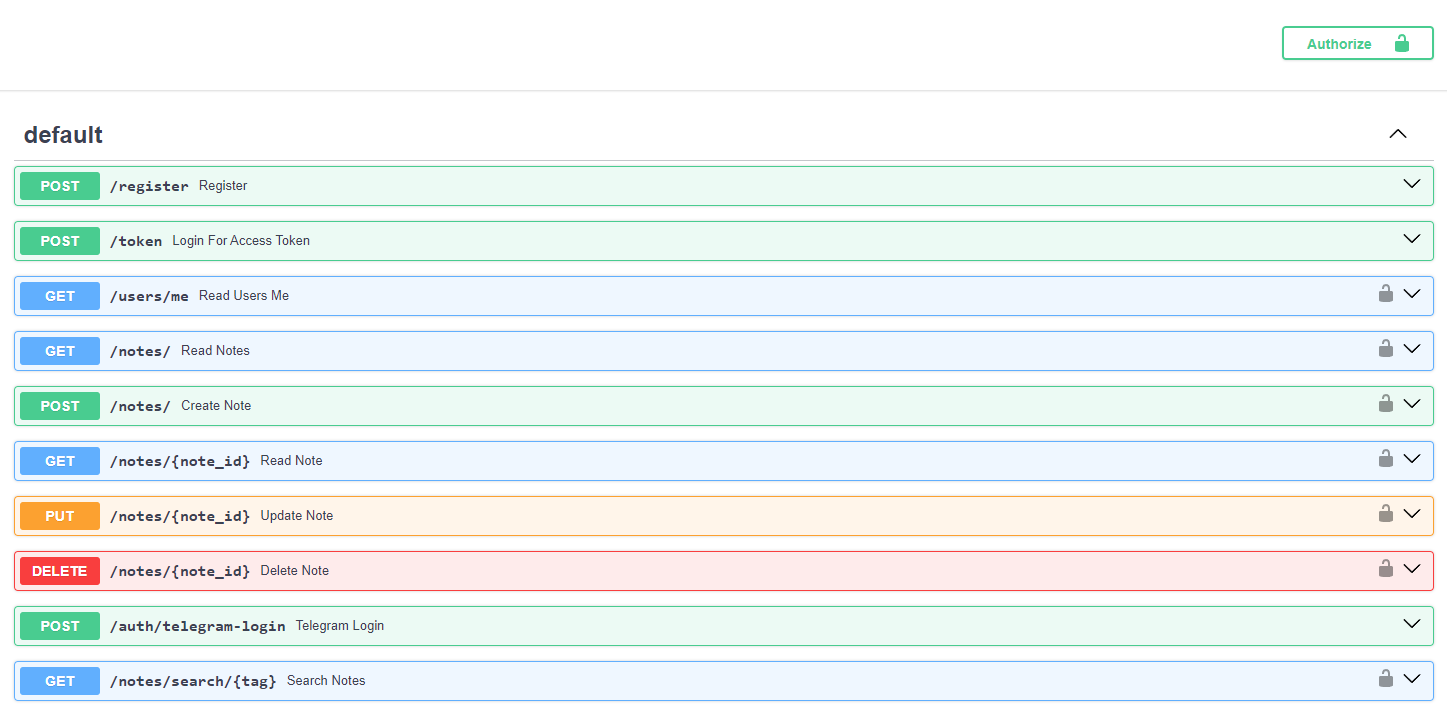 Authorize
default
POST /register Register
POST /token Login For Access Token
GET /users/me Read Users Me
GET /notes/ Read Notes
POST /notes/ Create Note
GET /notes/{note_id} Read Note
PUT /notes/{note_id} Update Note
DELETE /notes/{note_id} Delete Note
POST /auth/telegram-login Telegram Login
GET /notes/search/{tag} Search Notes